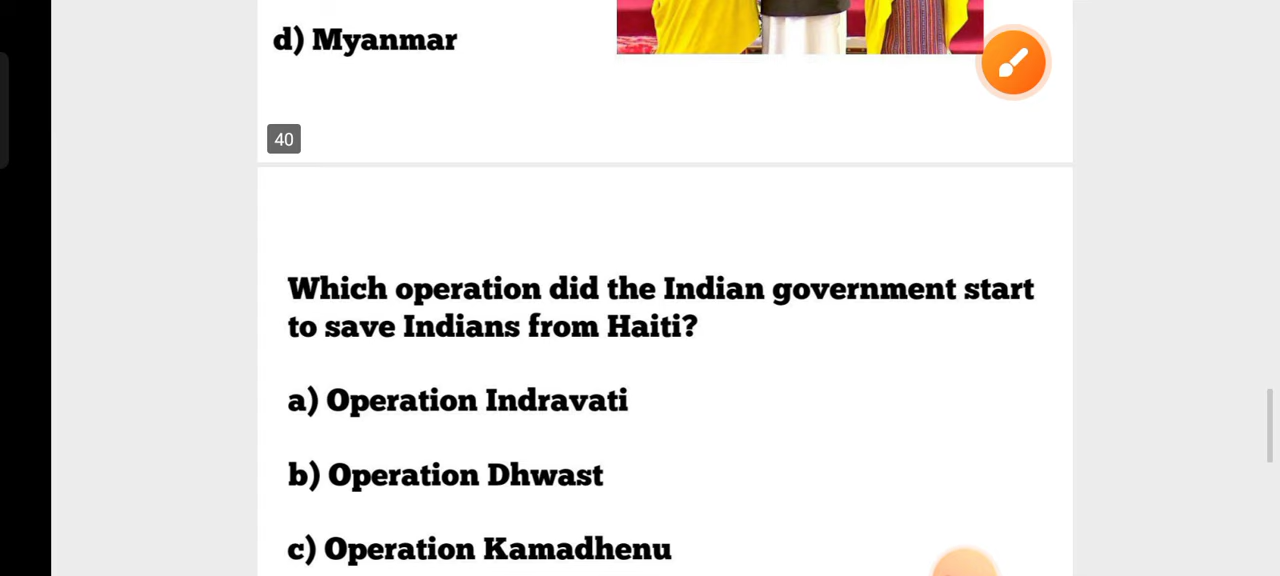 d) Myanmar
40
Which operation did the Indian government start
to save Indians from Haiti?
a) Operation Indravati
b) Operation Dhwast
c) Operation Kamadhenu